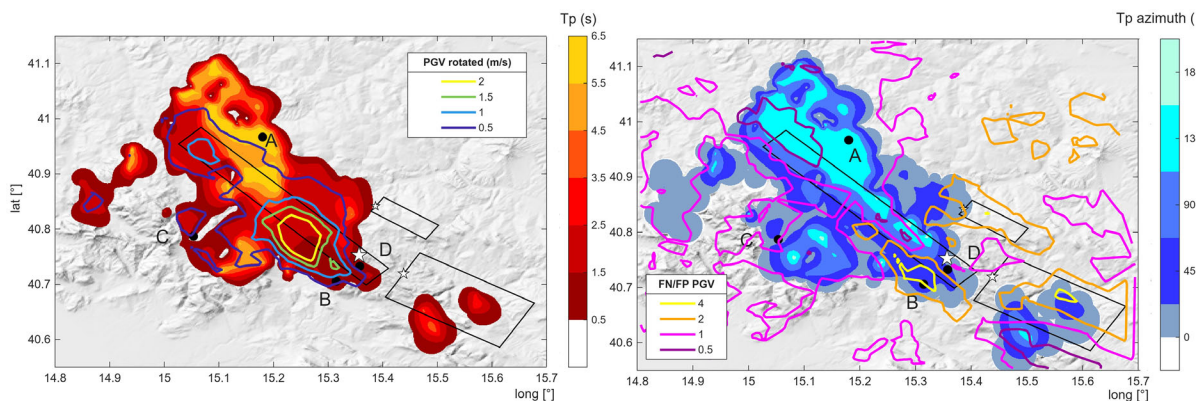 Tp (s)
6.5
5.5
4.5
3.5
2.5
1.5
0.5
PGV rotated (m/s)
2
1.5
1
0.5
A
B
C
D
41.1
41
40.9
40.8
40.7
40.6
lat [°]
14.8 14.9 15 15.1 15.2 15.3 15.4 15.5 15.6 15.7
long [°]
Tp azimuth (
18
13
90
45
0
FN/FP PGV
4
2
1
0.5
A
B
C
D
41.1
41
40.9
40.8
40.7
40.6
14.8 14.9 15 15.1 15.2 15.3 15.4 15.5 15.6 15.7
long [°]